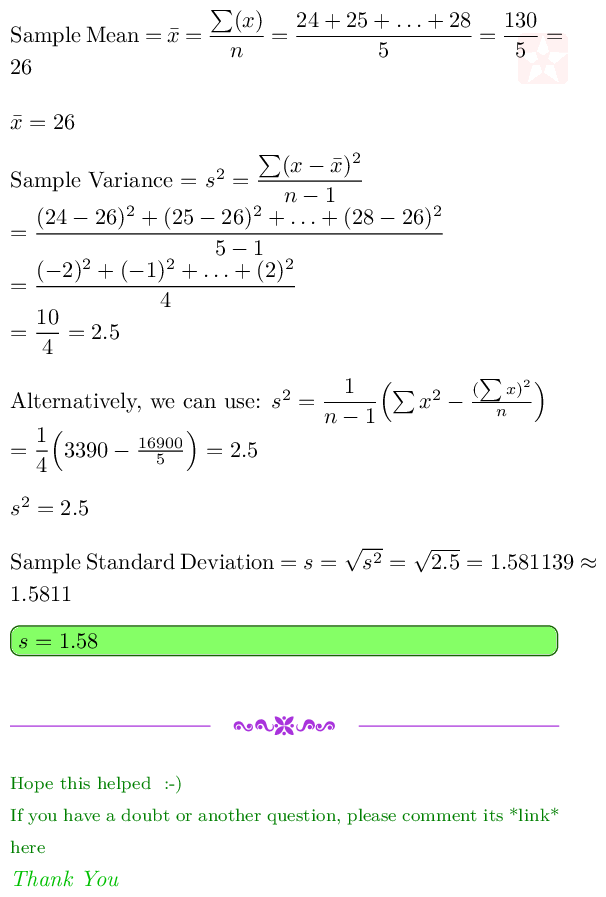 Sample Mean = x̄ = ∑(x)/n = (24 + 25 + … + 28)/5 = 130/5 =
26
x̄ = 26
Sample Variance = s² = ∑(x − x̄)²/(n − 1)
= ((24 − 26)² + (25 − 26)² + … + (28 − 26)²)/(5 − 1)
= ((−2)² + (−1)² + … + (2)²)/4
= 10/4 = 2.5
Alternatively, we can use: s² = 1/(n − 1) (∑ x² − (∑ x)²/n)
= 1/4 (3390 − 16900/5) = 2.5
s² = 2.5
Sample Standard Deviation = s = √s² = √2.5 = 1.581139 ≈
1.5811
s = 1.58
Hope this helped :-)
If you have a doubt or another question, please comment its *link*
here
Thank You